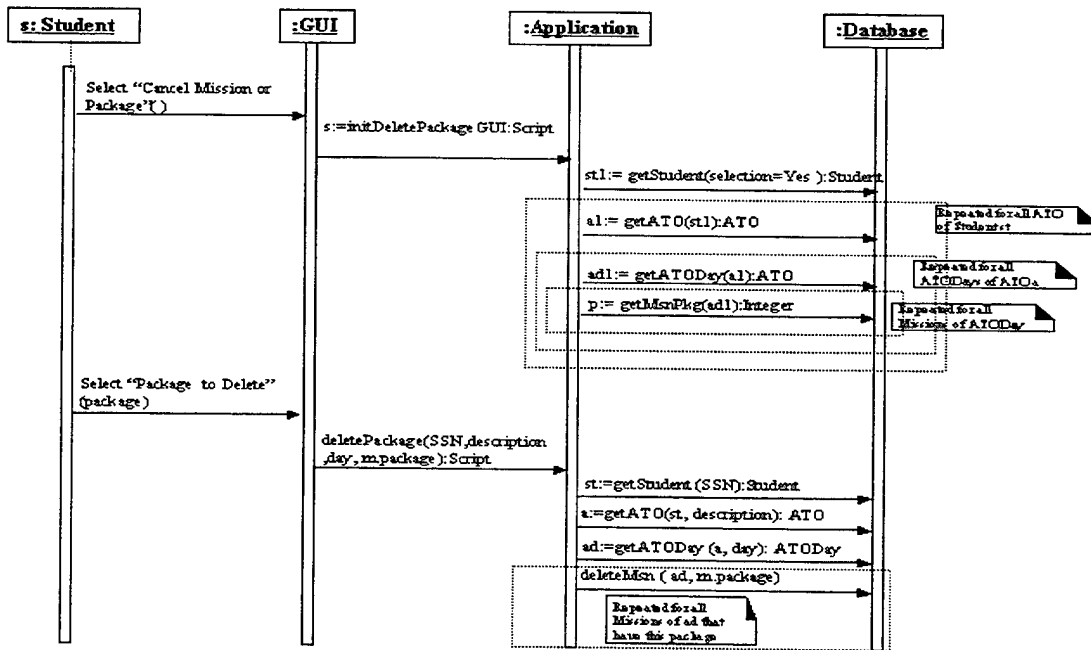 s: Student
:GUI
:Application
:Database
Select "Cancel Mission or
Package"()
s:=initDeletePackage GUI:Script
st1:= getStudent(selection=Yes ):Student
a1:= getATO(st1):ATO
Repeated for all ATO
of Student st
ad1:= getATODay(a1):ATO
Repeated for all
ATODays of ATO a
p:= getMsnPkg(ad1):Integer
Repeated for all
Missions of ATODay
Select "Package to Delete"
(package)
deletePackage(SSN,description
,day, m.package): Script
st:=getStudent (SSN): Student
a:=getATO(st, description): ATO
ad:=getATODay (a, day): ATODay
deleteMsn ( ad, m.package)
Repeated for all
Missions of ad that
have this package